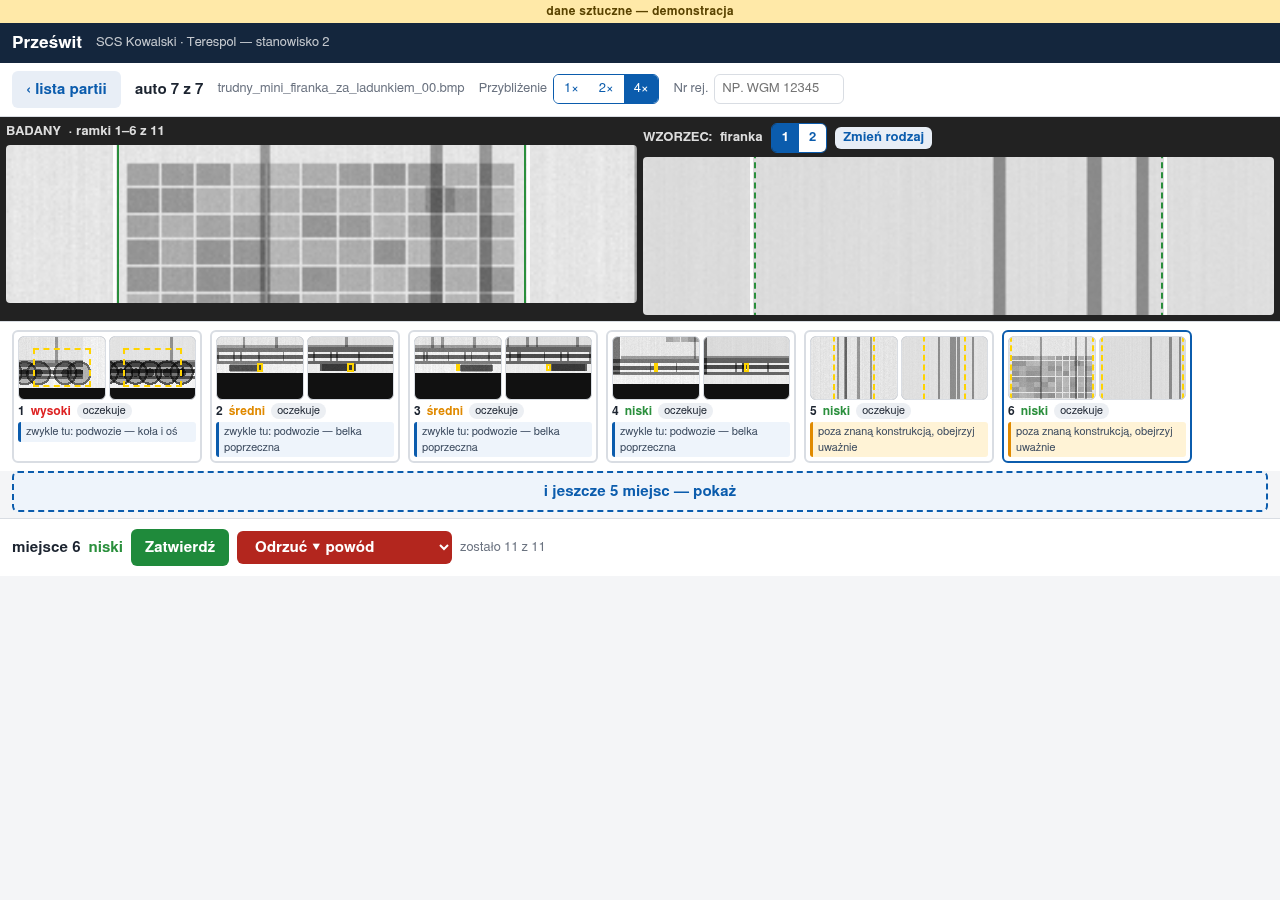 dane sztuczne — demonstracja
Prześwit SCS Kowalski · Terespol — stanowisko 2
‹ lista partii auto 7 z 7 trudny_mini_firanka_za_ladunkiem_00.bmp Przybliżenie 1× 2× 4× Nr rej. NP. WGM 12345
BADANY · ramki 1–6 z 11
WZORZEC: firanka 1 2 Zmień rodzaj
1 wysoki oczekuje
zwykle tu: podwozie — koła i oś
2 średni oczekuje
zwykle tu: podwozie — belka
poprzeczna
3 średni oczekuje
zwykle tu: podwozie — belka
poprzeczna
4 niski oczekuje
zwykle tu: podwozie — belka
poprzeczna
5 niski oczekuje
poza znaną konstrukcją, obejrzyj
uważnie
6 niski oczekuje
poza znaną konstrukcją, obejrzyj
uważnie
i jeszcze 5 miejsc — pokaż
miejsce 6 niski Zatwierdź Odrzuć ▾ powód zostało 11 z 11